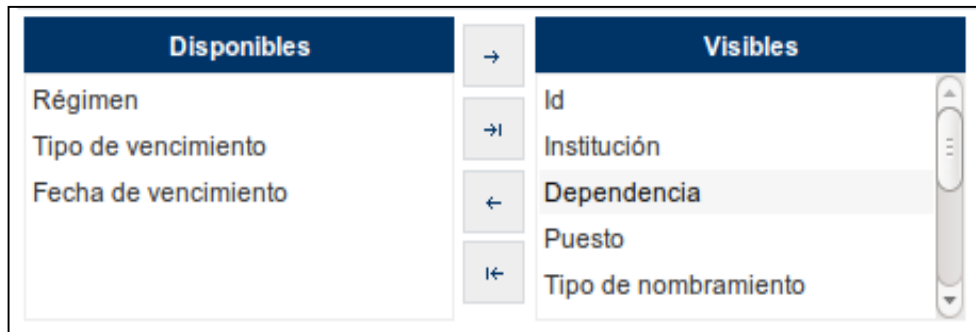 Disponibles
Régimen
Tipo de vencimiento
Fecha de vencimiento
Visibles
Id
Institución
Dependencia
Puesto
Tipo de nombramiento